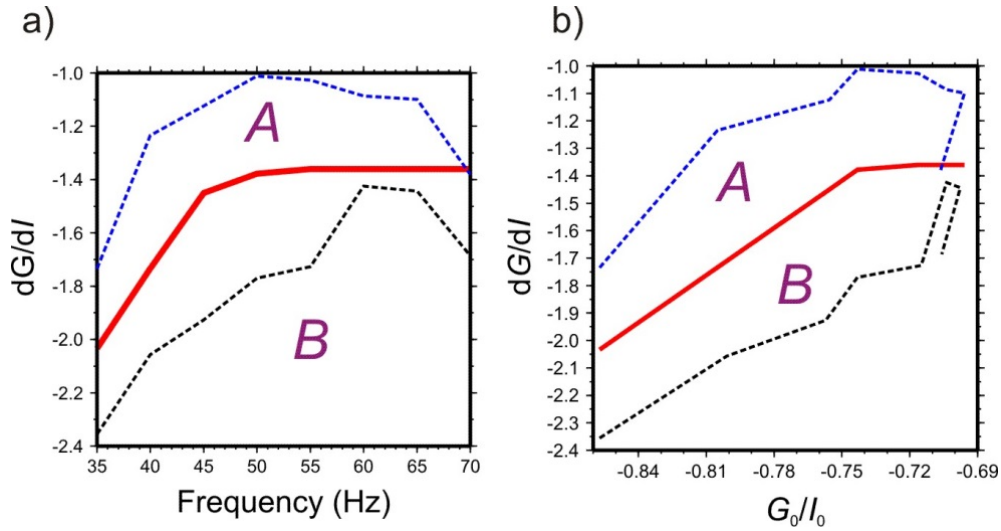 a)
-1.0
-1.2
-1.4
-1.6
-1.8
-2.0
-2.2
-2.4
dG/dI
A
B
35 40 45 50 55 60 65 70
Frequency (Hz)
b)
-1.0
-1.1
-1.2
-1.3
-1.4
-1.5
-1.6
-1.7
-1.8
-1.9
-2.0
-2.1
-2.2
-2.3
-2.4
dG/dI
A
B
-0.84 -0.81 -0.78 -0.75 -0.72 -0.69
G₀/I₀